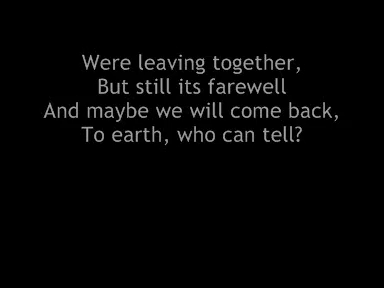 Were leaving together,
But still its farewell
And maybe we will come back,
To earth, who can tell?